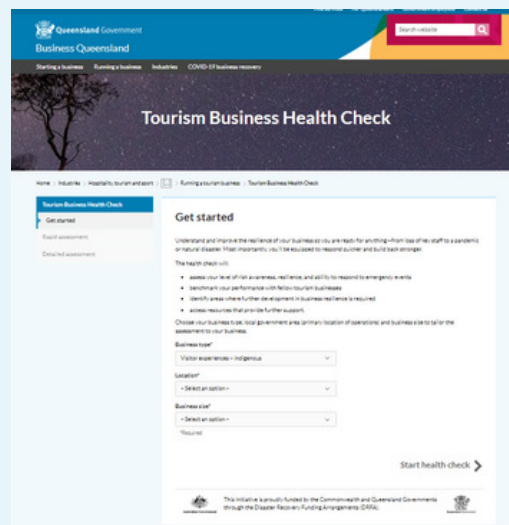 Queensland Government
Search website
Business Queensland
Starting a business Running a business Industries COVID-19 business recovery
Tourism Business Health Check
Home > Industries > Hospitality, tourism and sport > Running a tourism business > Tourism Business Health Check
Tourism Business Health Check
Get started
Rapid assessment
Detailed assessment
Get started
Understand and improve the resilience of your business so you are ready for anything – from loss of key staff to a pandemic
or natural disaster. Most importantly, you'll be equipped to respond quicker and build back stronger.
The health check will:
• assess your level of risk awareness, resilience, and ability to respond to emergency events
• benchmark your performance with fellow tourism businesses
• identify areas where further development in business resilience is required
• access resources that provide further support.
Choose your business type, local government area (primary location of operations) and business size to tailor the
assessment to your business.
Business type*
Visitor experiences – Indigenous
Location*
- Select an option -
Business size*
- Select an option -
*Required
Start health check
This initiative is proudly funded by the Commonwealth and Queensland Governments
through the Disaster Recovery Funding Arrangements (DRFA).